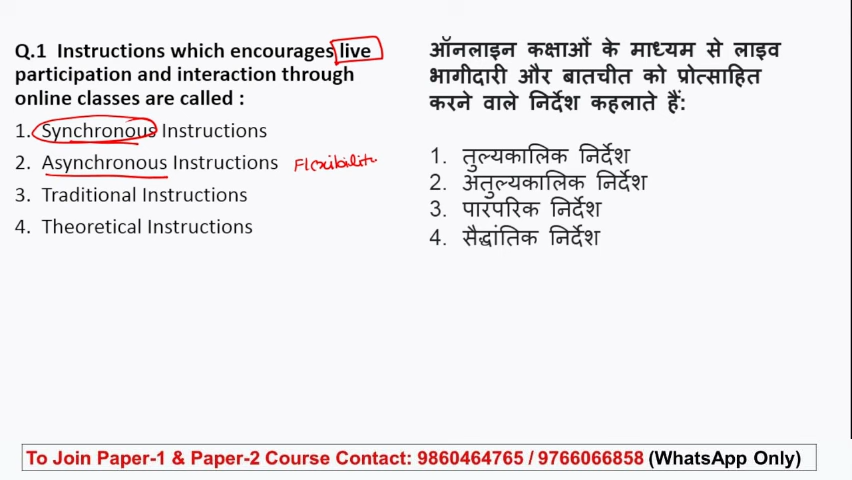 Q.1 Instructions which encourages live
participation and interaction through
online classes are called :
1. Synchronous Instructions
2. Asynchronous Instructions Flexibility
3. Traditional Instructions
4. Theoretical Instructions
ऑनलाइन कक्षाओं के माध्यम से लाइव
भागीदारी और बातचीत को प्रोत्साहित
करने वाले निर्देश कहलाते हैं:
1. तुल्यकालिक निर्देश
2. अतुल्यकालिक निर्देश
3. पारंपरिक निर्देश
4. सैद्धांतिक निर्देश
To Join Paper-1 & Paper-2 Course Contact: 9860464765 / 9766066858 (WhatsApp Only)